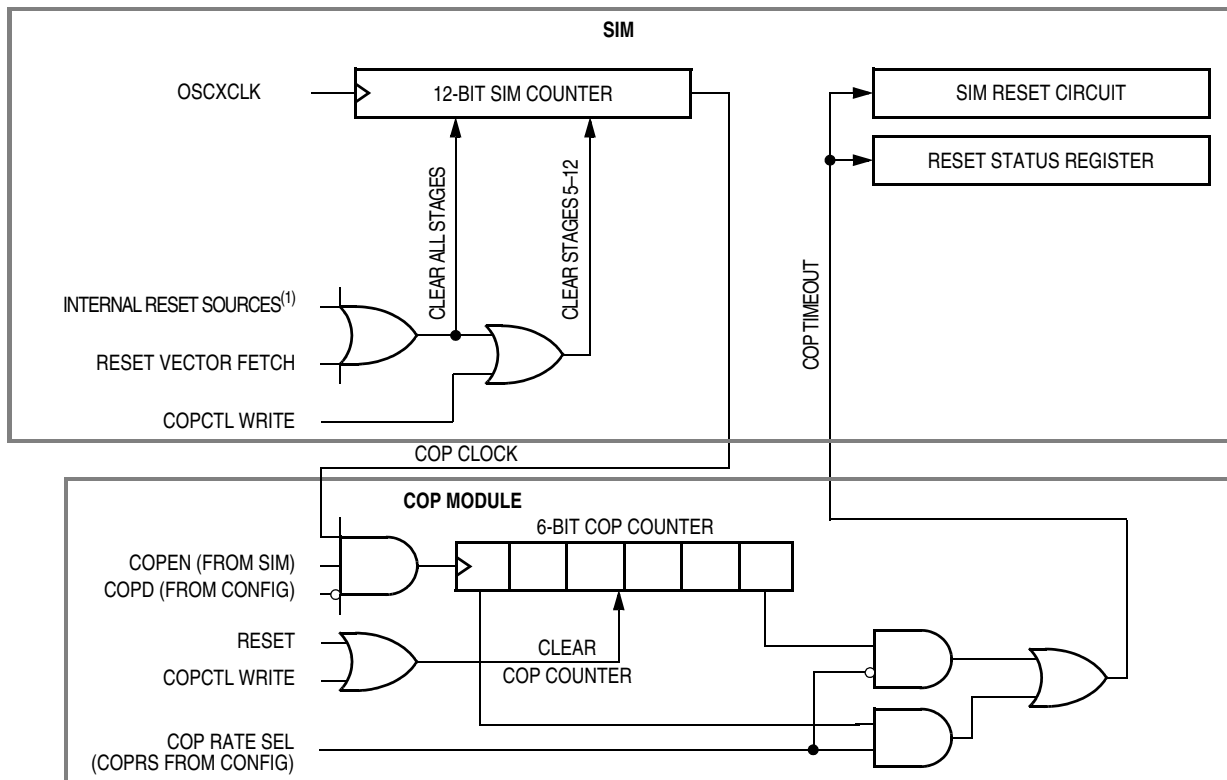 SIM
OSCXCLK
12-BIT SIM COUNTER
SIM RESET CIRCUIT
RESET STATUS REGISTER
CLEAR ALL STAGES
CLEAR STAGES 5–12
COP TIMEOUT
INTERNAL RESET SOURCES(1)
RESET VECTOR FETCH
COPCTL WRITE
COP CLOCK
COP MODULE
6-BIT COP COUNTER
COPEN (FROM SIM)
COPD (FROM CONFIG)
RESET
COPCTL WRITE
CLEAR
COP COUNTER
COP RATE SEL
(COPRS FROM CONFIG)